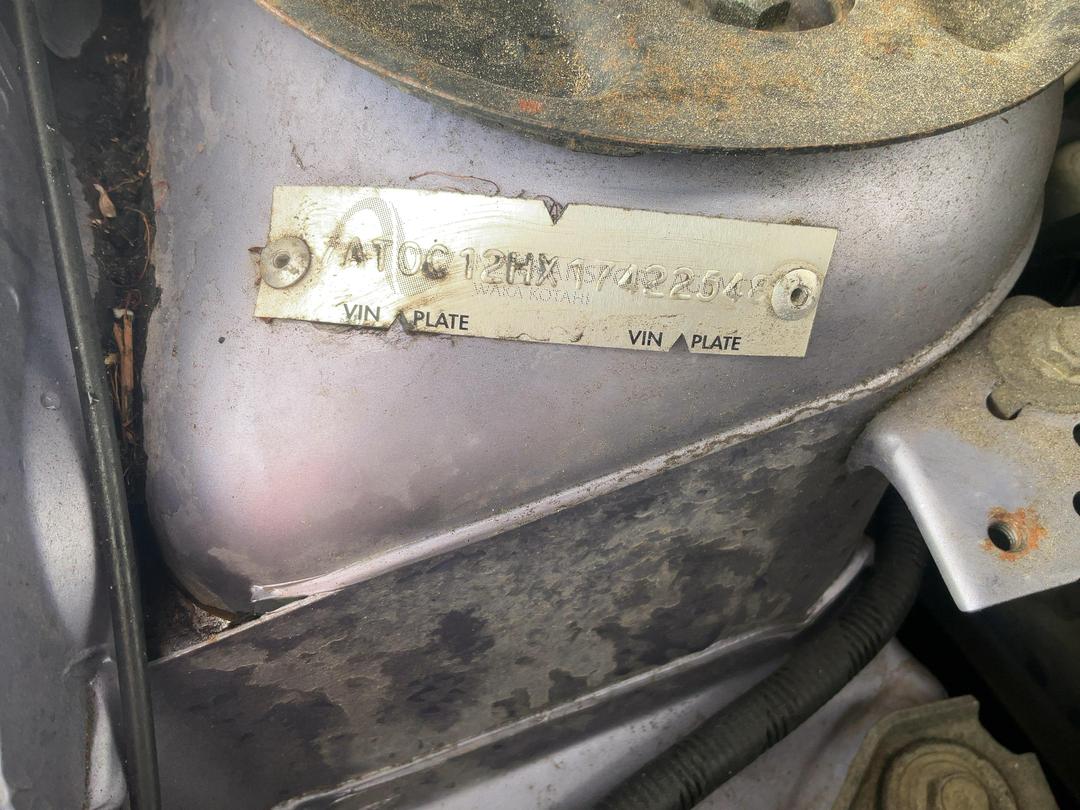 7AT0C12HX17422548
WAKA KOTAHI
VIN PLATE VIN PLATE